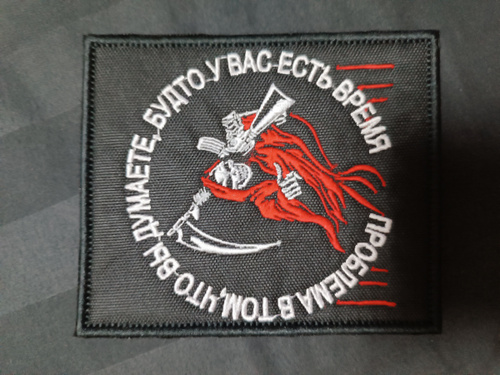 ПРОБЛЕМА В ТОМ, ЧТО ВЫ ДУМАЕТЕ, БУДТО У ВАС ЕСТЬ ВРЕМЯ